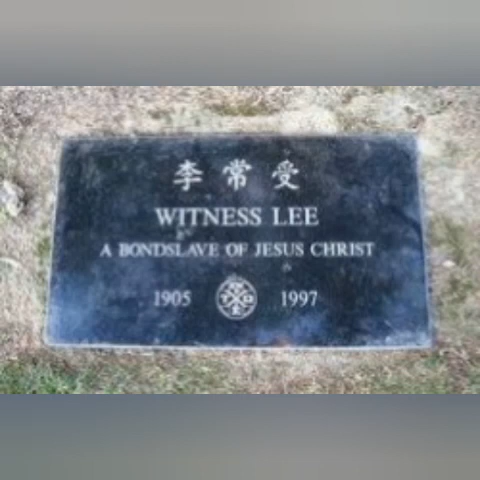 李常受
WITNESS LEE
A BONDSLAVE OF JESUS CHRIST
1905 1997